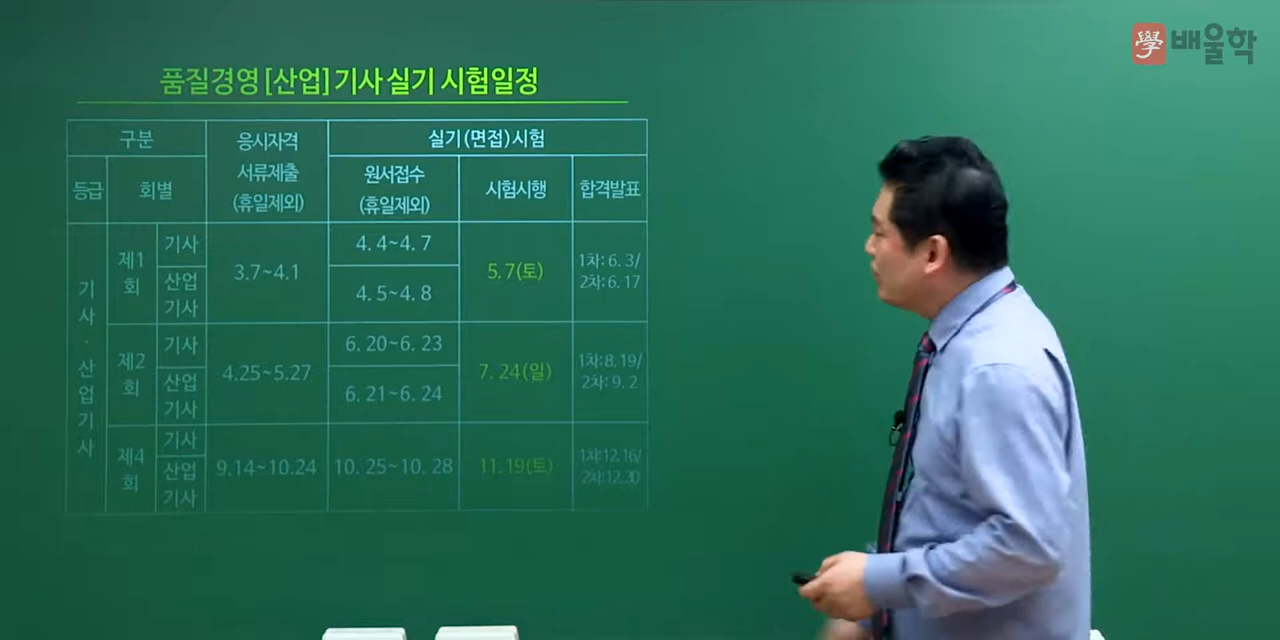 學 배울학
품질경영 [산업] 기사 실기 시험일정
구분
응시자격
서류제출
(휴일제외)
실기 (면접) 시험
등급
회별
원서접수
(휴일제외)
시험시행
합격발표
기
사
·
산
업
기
사
제1
회
기사
산업
기사
3.7~4.1
4. 4~4. 7
4. 5~4. 8
5. 7(토)
1차: 6. 3/
2차: 6. 17
제2
회
기사
산업
기사
4.25~5.27
6. 20~6. 23
6. 21~6. 24
7. 24(일)
1차: 8. 19/
2차: 9. 2
제4
회
기사
산업
기사
9.14~10.24
10. 25~10. 28
11. 19(토)
1차:12.16/
2차:12.30